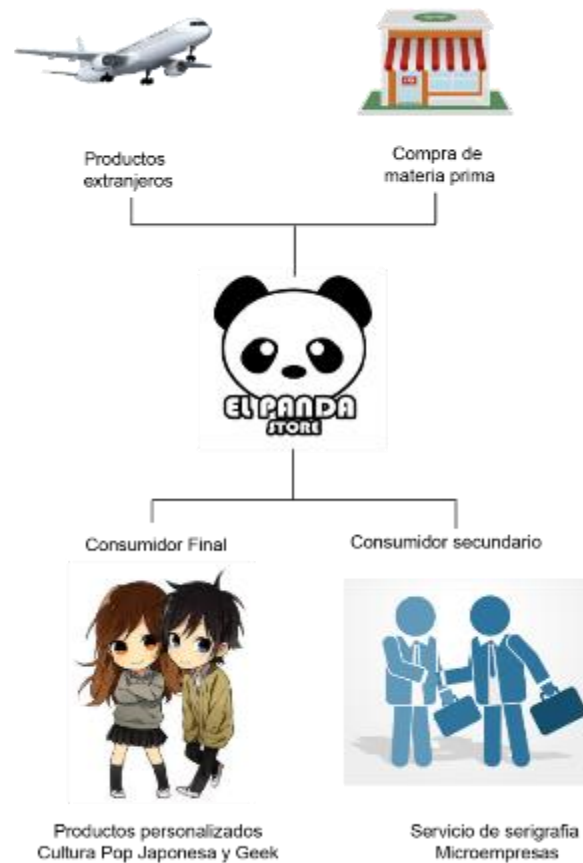 Productos
extranjeros
Compra de
materia prima
EL PANDA
STORE
Consumidor Final
Consumidor secundario
Productos personalizados
Cultura Pop Japonesa y Geek
Servicio de serigrafia
Microempresas